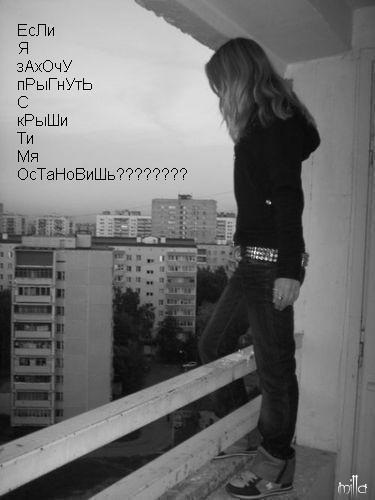 ЕсЛи
Я
зАхОчУ
пРыГнУтЬ
С
кРыШи
Ти
Мя
ОсТаНоВиШь????????
milla